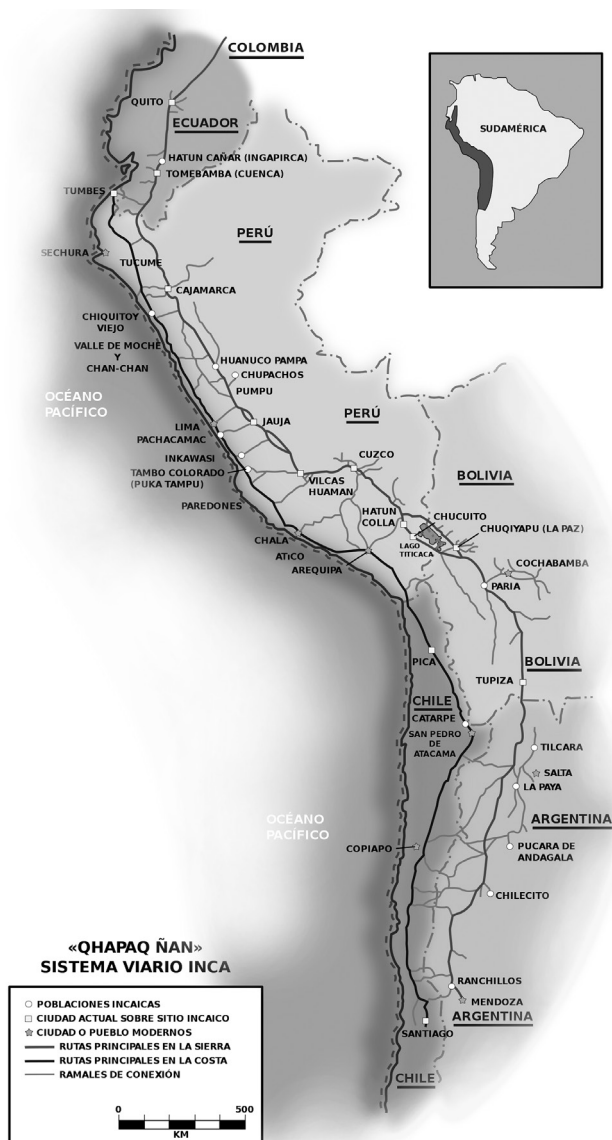 COLOMBIA
QUITO
ECUADOR
HATUN CAÑAR (INGAPIRCA)
TOMEBAMBA (CUENCA)
TUMBES
PERÚ
SECHURA
TUCUME
CAJAMARCA
CHIQUITOY
VIEJO
VALLE DE MOCHE
Y
CHAN-CHAN
HUANUCO PAMPA
CHUPACHOS
PUMPU
OCÉANO
PACÍFICO
PERÚ
LIMA
JAUJA
PACHACAMAC
INKAWASI
CUZCO
TAMBO COLORADO
(PUKA TAMPU)
VILCAS
HUAMAN
BOLIVIA
PAREDONES
HATUN
COLLA
CHUCUITO
CHUQIYAPU (LA PAZ)
CHALA
LAGO
TITICACA
ATICO
AREQUIPA
COCHABAMBA
PARIA
PICA
BOLIVIA
TUPIZA
CHILE
CATARPE
SAN PEDRO
DE
ATACAMA
TILCARA
SALTA
LA PAYA
OCÉANO
PACÍFICO
ARGENTINA
COPIAPO
PUCARA DE
ANDAGALA
CHILECITO
RANCHILLOS
MENDOZA
ARGENTINA
SANTIAGO
CHILE
SUDAMÉRICA
«QHAPAQ ÑAN»
SISTEMA VIARIO INCA
POBLACIONES INCAICAS
CIUDAD ACTUAL SOBRE SITIO INCAICO
CIUDAD O PUEBLO MODERNOS
RUTAS PRINCIPALES EN LA SIERRA
RUTAS PRINCIPALES EN LA COSTA
RAMALES DE CONEXIÓN
0 500
KM